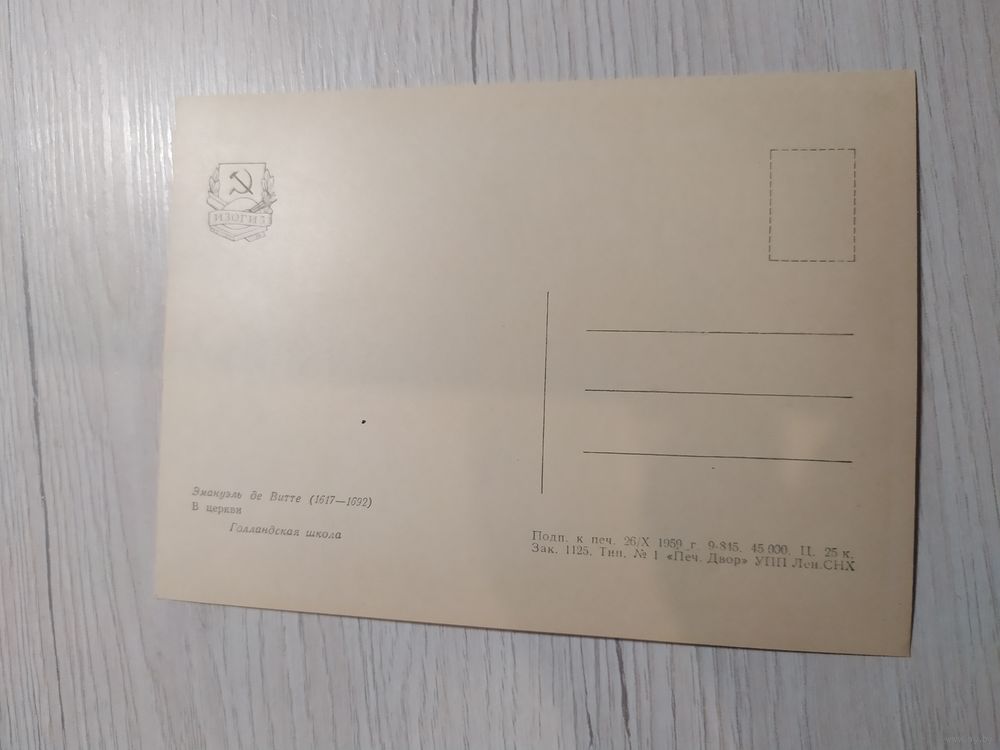 ИЗОГИЗ
Эмануэль де Витте (1617—1692)
В церкви
Голландская школа
Подп. к печ. 26/X 1959 г. 9-845. 45 000. Ц. 25 к.
Зак. 1125. Тип. № 1 «Печ. Двор» УПП Лен.СНХ